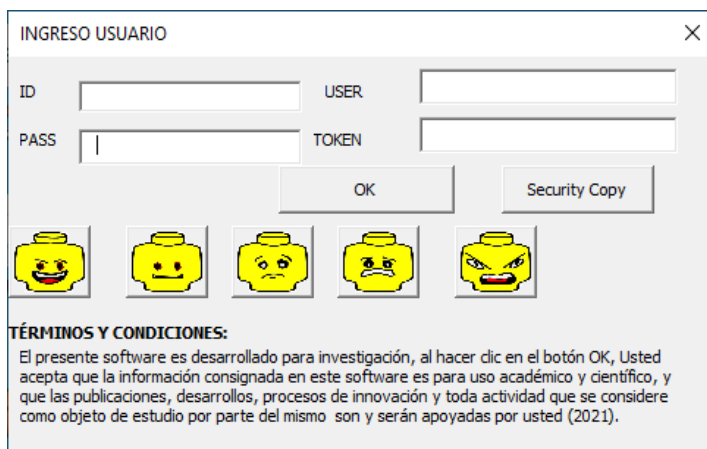 INGRESO USUARIO
ID
USER
PASS
TOKEN
OK
Security Copy
TÉRMINOS Y CONDICIONES:
El presente software es desarrollado para investigación, al hacer clic en el botón OK, Usted
acepta que la información consignada en este software es para uso académico y científico, y
que las publicaciones, desarrollos, procesos de innovación y toda actividad que se considere
como objeto de estudio por parte del mismo son y serán apoyadas por usted (2021).